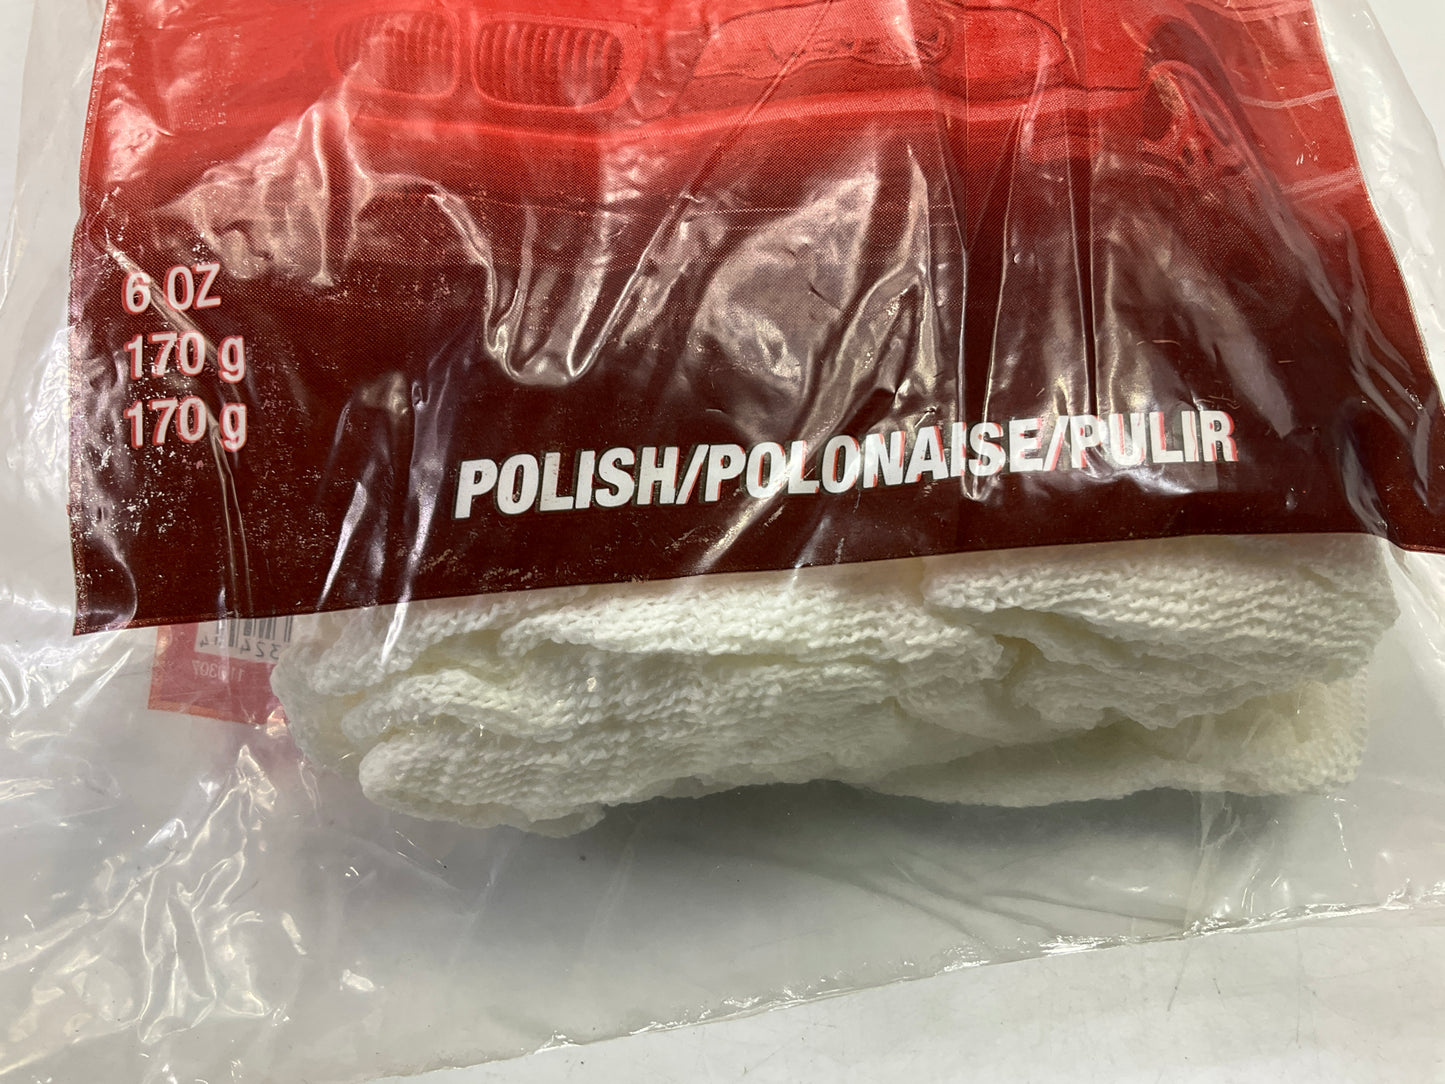 6 OZ
170 g
170 g
POLISH/POLONAISE/PULIR